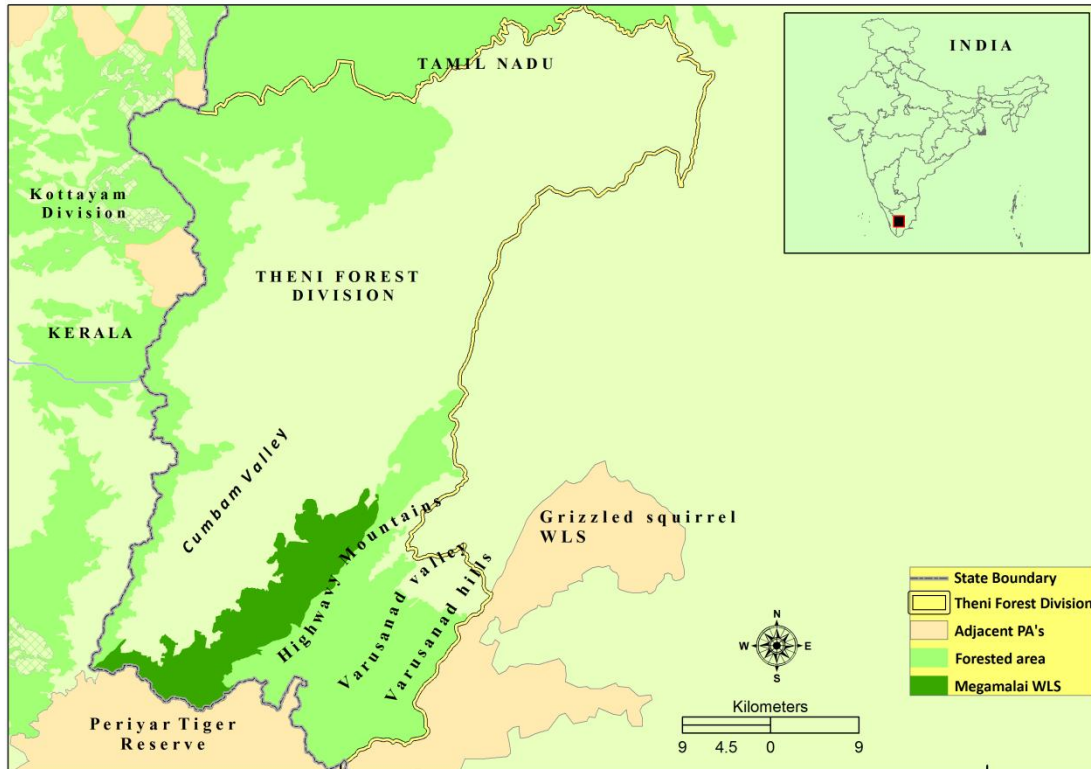 TAMIL NADU
INDIA
Kottayam
Division
THENI FOREST
DIVISION
KERALA
Cumbam Valley
Highwavy Mountains
Varusanad valley
Varusanad hills
Grizzled squirrel
WLS
Periyar Tiger
Reserve
N
W E
S
Kilometers
9 4.5 0 9
State Boundary
Theni Forest Division
Adjacent PA's
Forested area
Megamalai WLS